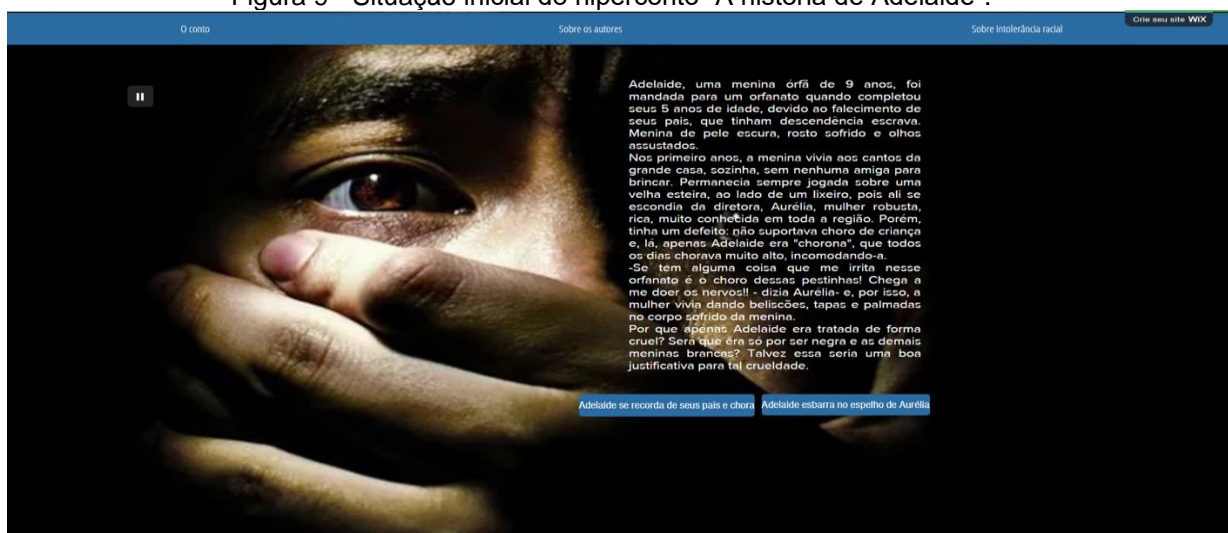 Figura 9 - Situação inicial do hiperconto "A história de Adelaide".
O conto
Sobre os autores
Sobre intolerância racial
Crie seu site WiX
Adelaide, uma menina órfã de 9 anos, foi
mandada para um orfanato quando completou
seus 5 anos de idade, devido ao falecimento de
seus pais, que tinham descendência escrava.
Menina de pele escura, rosto sofrido e olhos
assustados.
Nos primeiro anos, a menina vivia aos cantos da
grande casa, sozinha, sem nenhuma amiga para
brincar. Permanecia sempre jogada sobre uma
velha esteira, ao lado de um lixeiro, pois ali se
escondia da diretora, Aurélia, mulher robusta,
rica, muito conhecida em toda a região. Porém,
tinha um defeito: não suportava choro de criança
e, lá, apenas Adelaide era "chorona", que todos
os dias chorava muito alto, incomodando-a.
-Se tem alguma coisa que me irrita nesse
orfanato é o choro dessas pestinhas! Chega a
me doer os nervos!! - dizia Aurélia- e, por isso, a
mulher vivia dando beliscões, tapas e palmadas
no corpo sofrido da menina.
Por que apenas Adelaide era tratada de forma
cruel? Será que era só por ser negra e as demais
meninas brancas? Talvez essa seria uma boa
justificativa para tal crueldade.
Adelaide se recorda de seus pais e chora
Adelaide esbarra no espelho de Aurélia